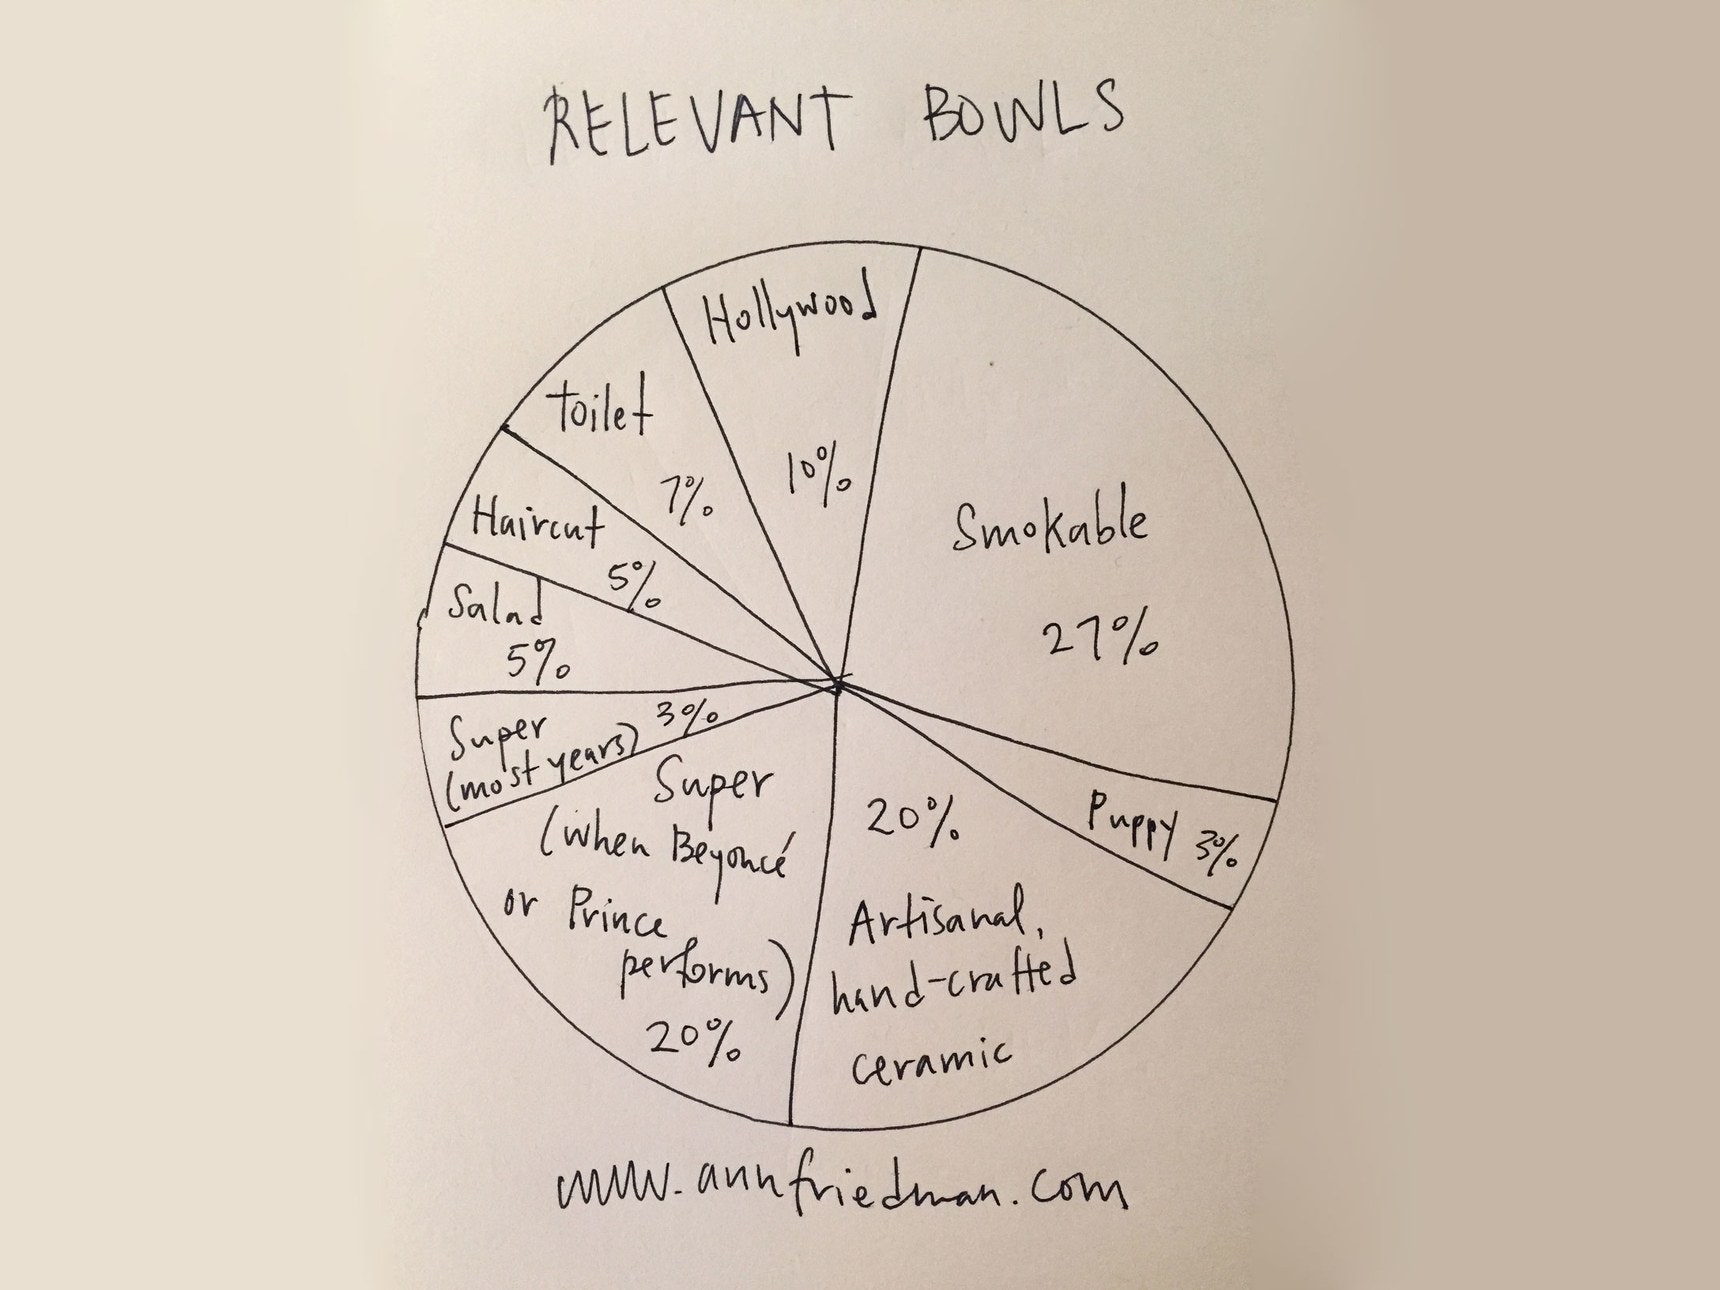 RELEVANT BOWLS
Hollywood
10%
Smokable
27%
Puppy 3%
20%
Artisanal,
hand-crafted
ceramic
Super
(when Beyoncé
or Prince
performs)
20%
Super 3%
(most years)
Salad
5%
Haircut
5%
Toilet
7%
www.annfriedman.com